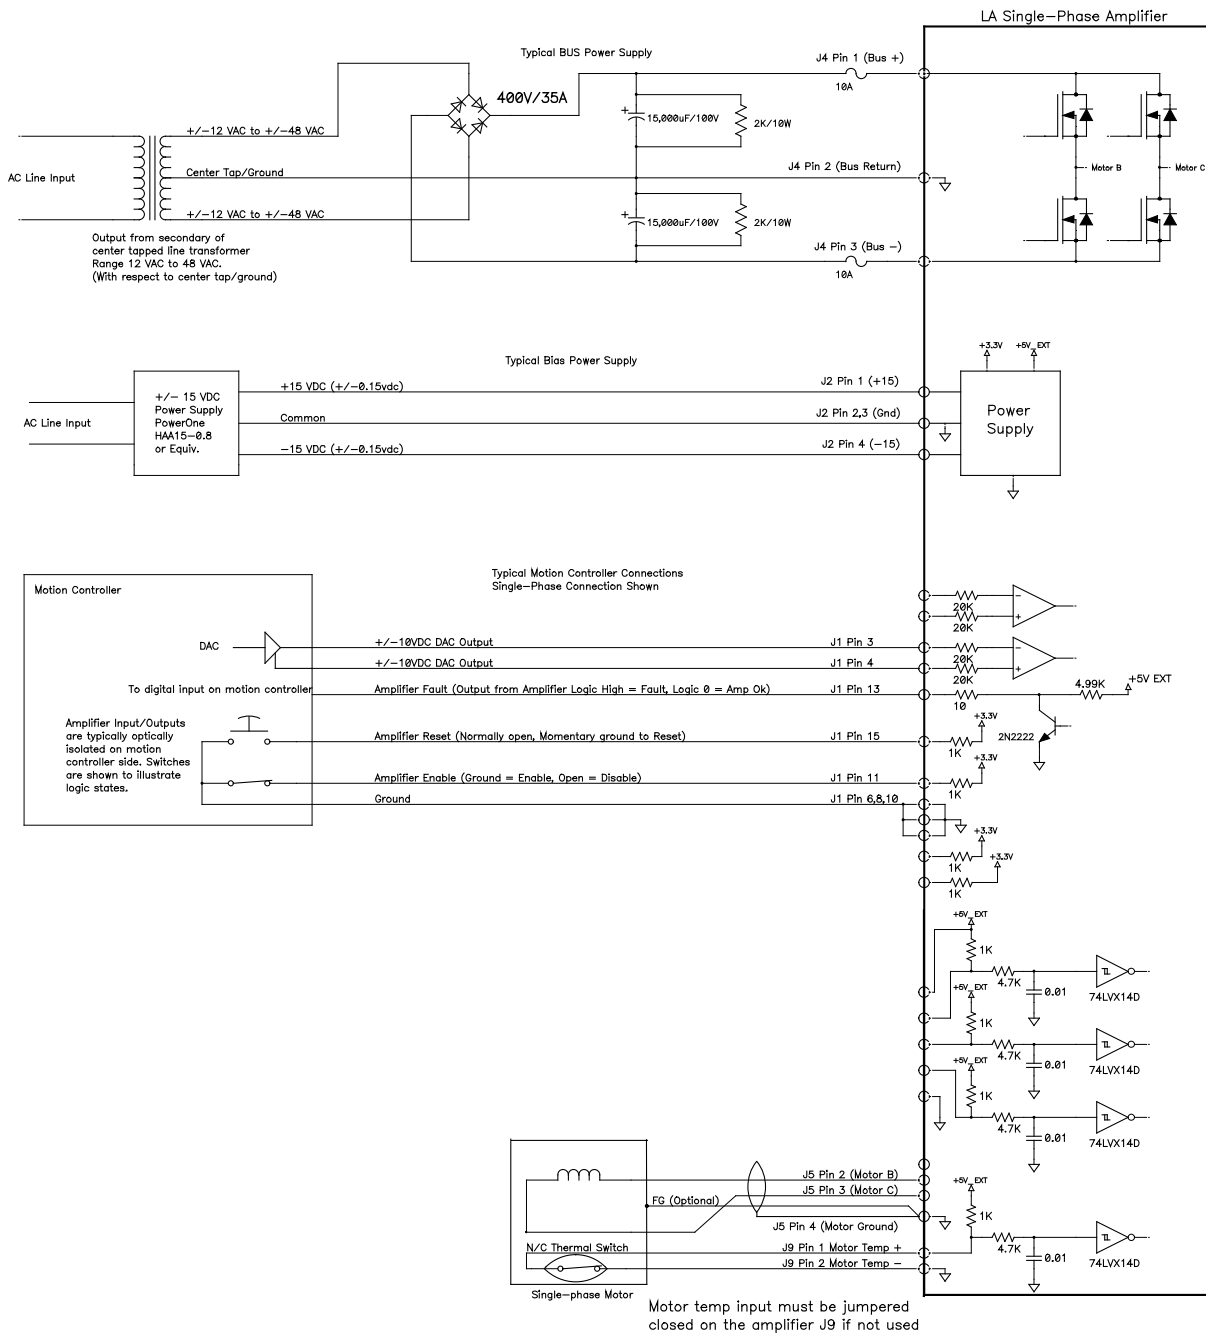 LA Single-Phase Amplifier
Typical BUS Power Supply
J4 Pin 1 (Bus +)
10A
400V/35A
+/-12 VAC to +/-48 VAC
+
15,000uF/100V
2K/10W
Motor B
Motor C
AC Line Input
Center Tap/Ground
J4 Pin 2 (Bus Return)
+/-12 VAC to +/-48 VAC
+
15,000uF/100V
2K/10W
Output from secondary of
center tapped line transformer
Range 12 VAC to 48 VAC.
(With respect to center tap/ground)
J4 Pin 3 (Bus -)
10A
Typical Bias Power Supply
+3.3V
+5V_EXT
+/- 15 VDC
Power Supply
PowerOne
HAA15-0.8
or Equiv.
AC Line Input
+15 VDC (+/-0.15vdc)
J2 Pin 1 (+15)
Common
J2 Pin 2,3 (Gnd)
-15 VDC (+/-0.15vdc)
J2 Pin 4 (-15)
Power
Supply
Typical Motion Controller Connections
Single-Phase Connection Shown
Motion Controller
20K
-
+
20K
DAC
+/-10VDC DAC Output
J1 Pin 3
20K
-
+/-10VDC DAC Output
J1 Pin 4
+
20K
To digital input on motion controller
Amplifier Fault (Output from Amplifier Logic High = Fault, Logic 0 = Amp Ok)
J1 Pin 13
10
4.99K
+5V EXT
2N2222
Amplifier Input/Outputs
are typically optically
isolated on motion
controller side. Switches
are shown to illustrate
logic states.
Amplifier Reset (Normally open, Momentary ground to Reset)
J1 Pin 15
+3.3V
1K
Amplifier Enable (Ground = Enable, Open = Disable)
J1 Pin 11
+3.3V
1K
Ground
J1 Pin 6,8,10
+3.3V
1K
+3.3V
1K
+5V_EXT
1K
4.7K
0.01
74LVX14D
+5V_EXT
1K
4.7K
0.01
74LVX14D
+5V_EXT
1K
4.7K
0.01
74LVX14D
J5 Pin 2 (Motor B)
J5 Pin 3 (Motor C)
FG (Optional)
J5 Pin 4 (Motor Ground)
+5V_EXT
1K
4.7K
0.01
74LVX14D
N/C Thermal Switch
J9 Pin 1 Motor Temp +
J9 Pin 2 Motor Temp -
Single-phase Motor
Motor temp input must be jumpered
closed on the amplifier J9 if not used